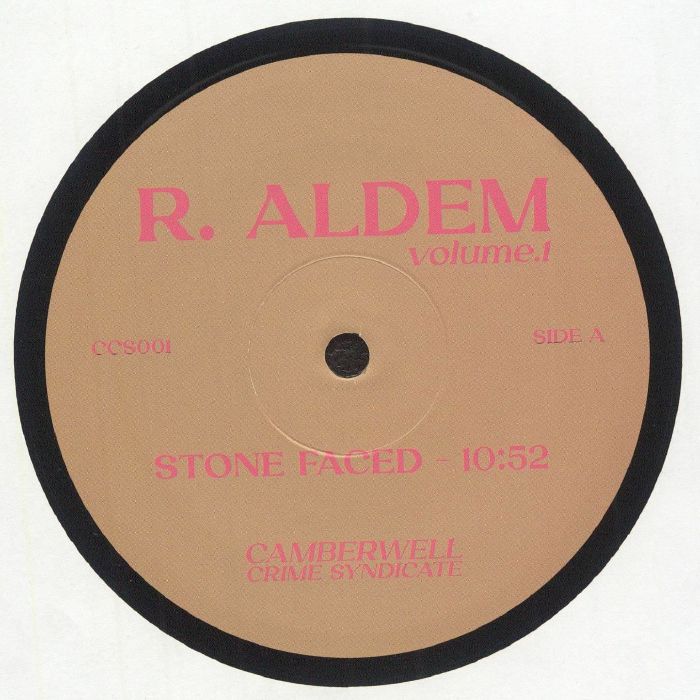 R. ALDEM
volume.1
CCS001
SIDE A
STONE FACED - 10:52
CAMBERWELL
CRIME SYNDICATE